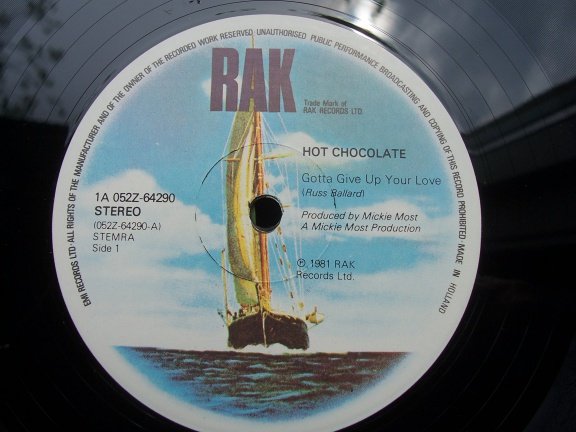 EMI RECORDS LTD·ALL RIGHTS OF THE MANUFACTURER AND OF THE OWNER OF THE RECORDED WORK RESERVED UNAUTHORISED PUBLIC PERFORMANCE BROADCASTING AND COPYING OF THIS RECORD PROHIBITED MADE IN HOLLAND
RAK
Trade Mark of
RAK RECORDS LTD.
HOT CHOCOLATE
Gotta Give Up Your Love
(Russ Ballard)
1A 052Z-64290
STEREO
(052Z-64290-A)
STEMRA
Side 1
Produced by Mickie Most
A Mickie Most Production
℗ 1981 RAK
Records Ltd.